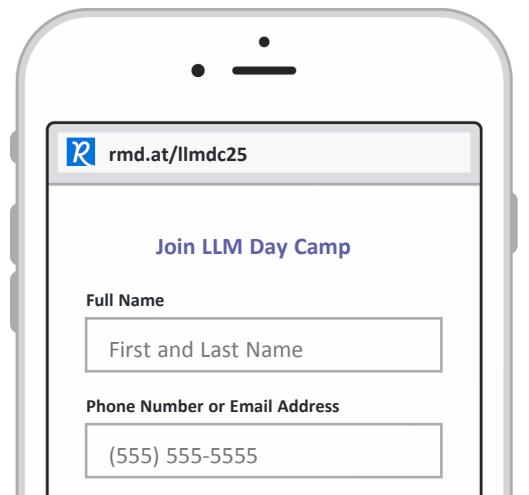 rmd.at/llmdc25
Join LLM Day Camp
Full Name
First and Last Name
Phone Number or Email Address
(555) 555-5555